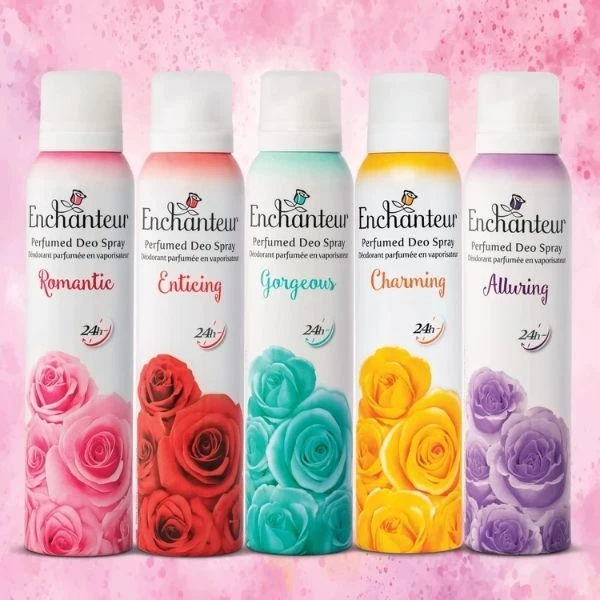 Enchanteur
Perfumed Deo Spray
Déodorant parfumée en vaporisateur
Romantic
24h
Enchanteur
Perfumed Deo Spray
Déodorant parfumée en vaporisateur
Enticing
24h
Enchanteur
Perfumed Deo Spray
Déodorant parfumée en vaporisateur
Gorgeous
24h
Enchanteur
Perfumed Deo Spray
Déodorant parfumée en vaporisateur
Charming
24h
Enchanteur
Perfumed Deo Spray
Déodorant parfumée en vaporisateur
Alluring
24h